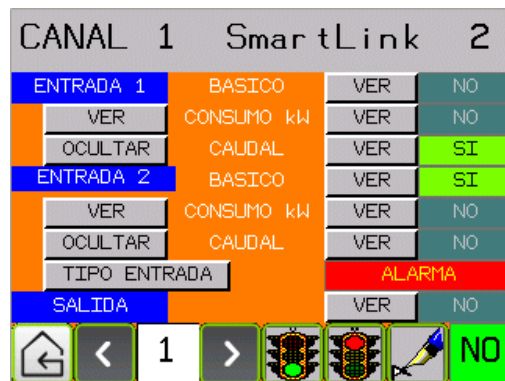 CANAL 1 SmartLink 2
ENTRADA 1 BASICO VER NO
VER CONSUMO kW VER NO
OCULTAR CAUDAL VER SI
ENTRADA 2 BASICO VER SI
VER CONSUMO kW VER NO
OCULTAR CAUDAL VER NO
TIPO ENTRADA ALARMA
SALIDA VER NO
< 1 > NO